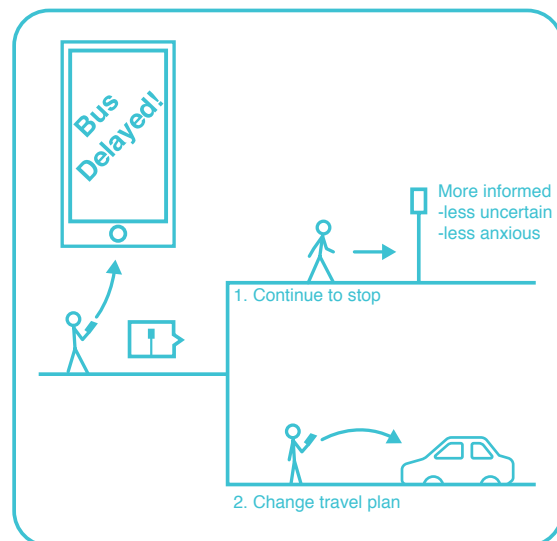 Bus
Delayed!
More informed
-less uncertain
-less anxious
1. Continue to stop
2. Change travel plan